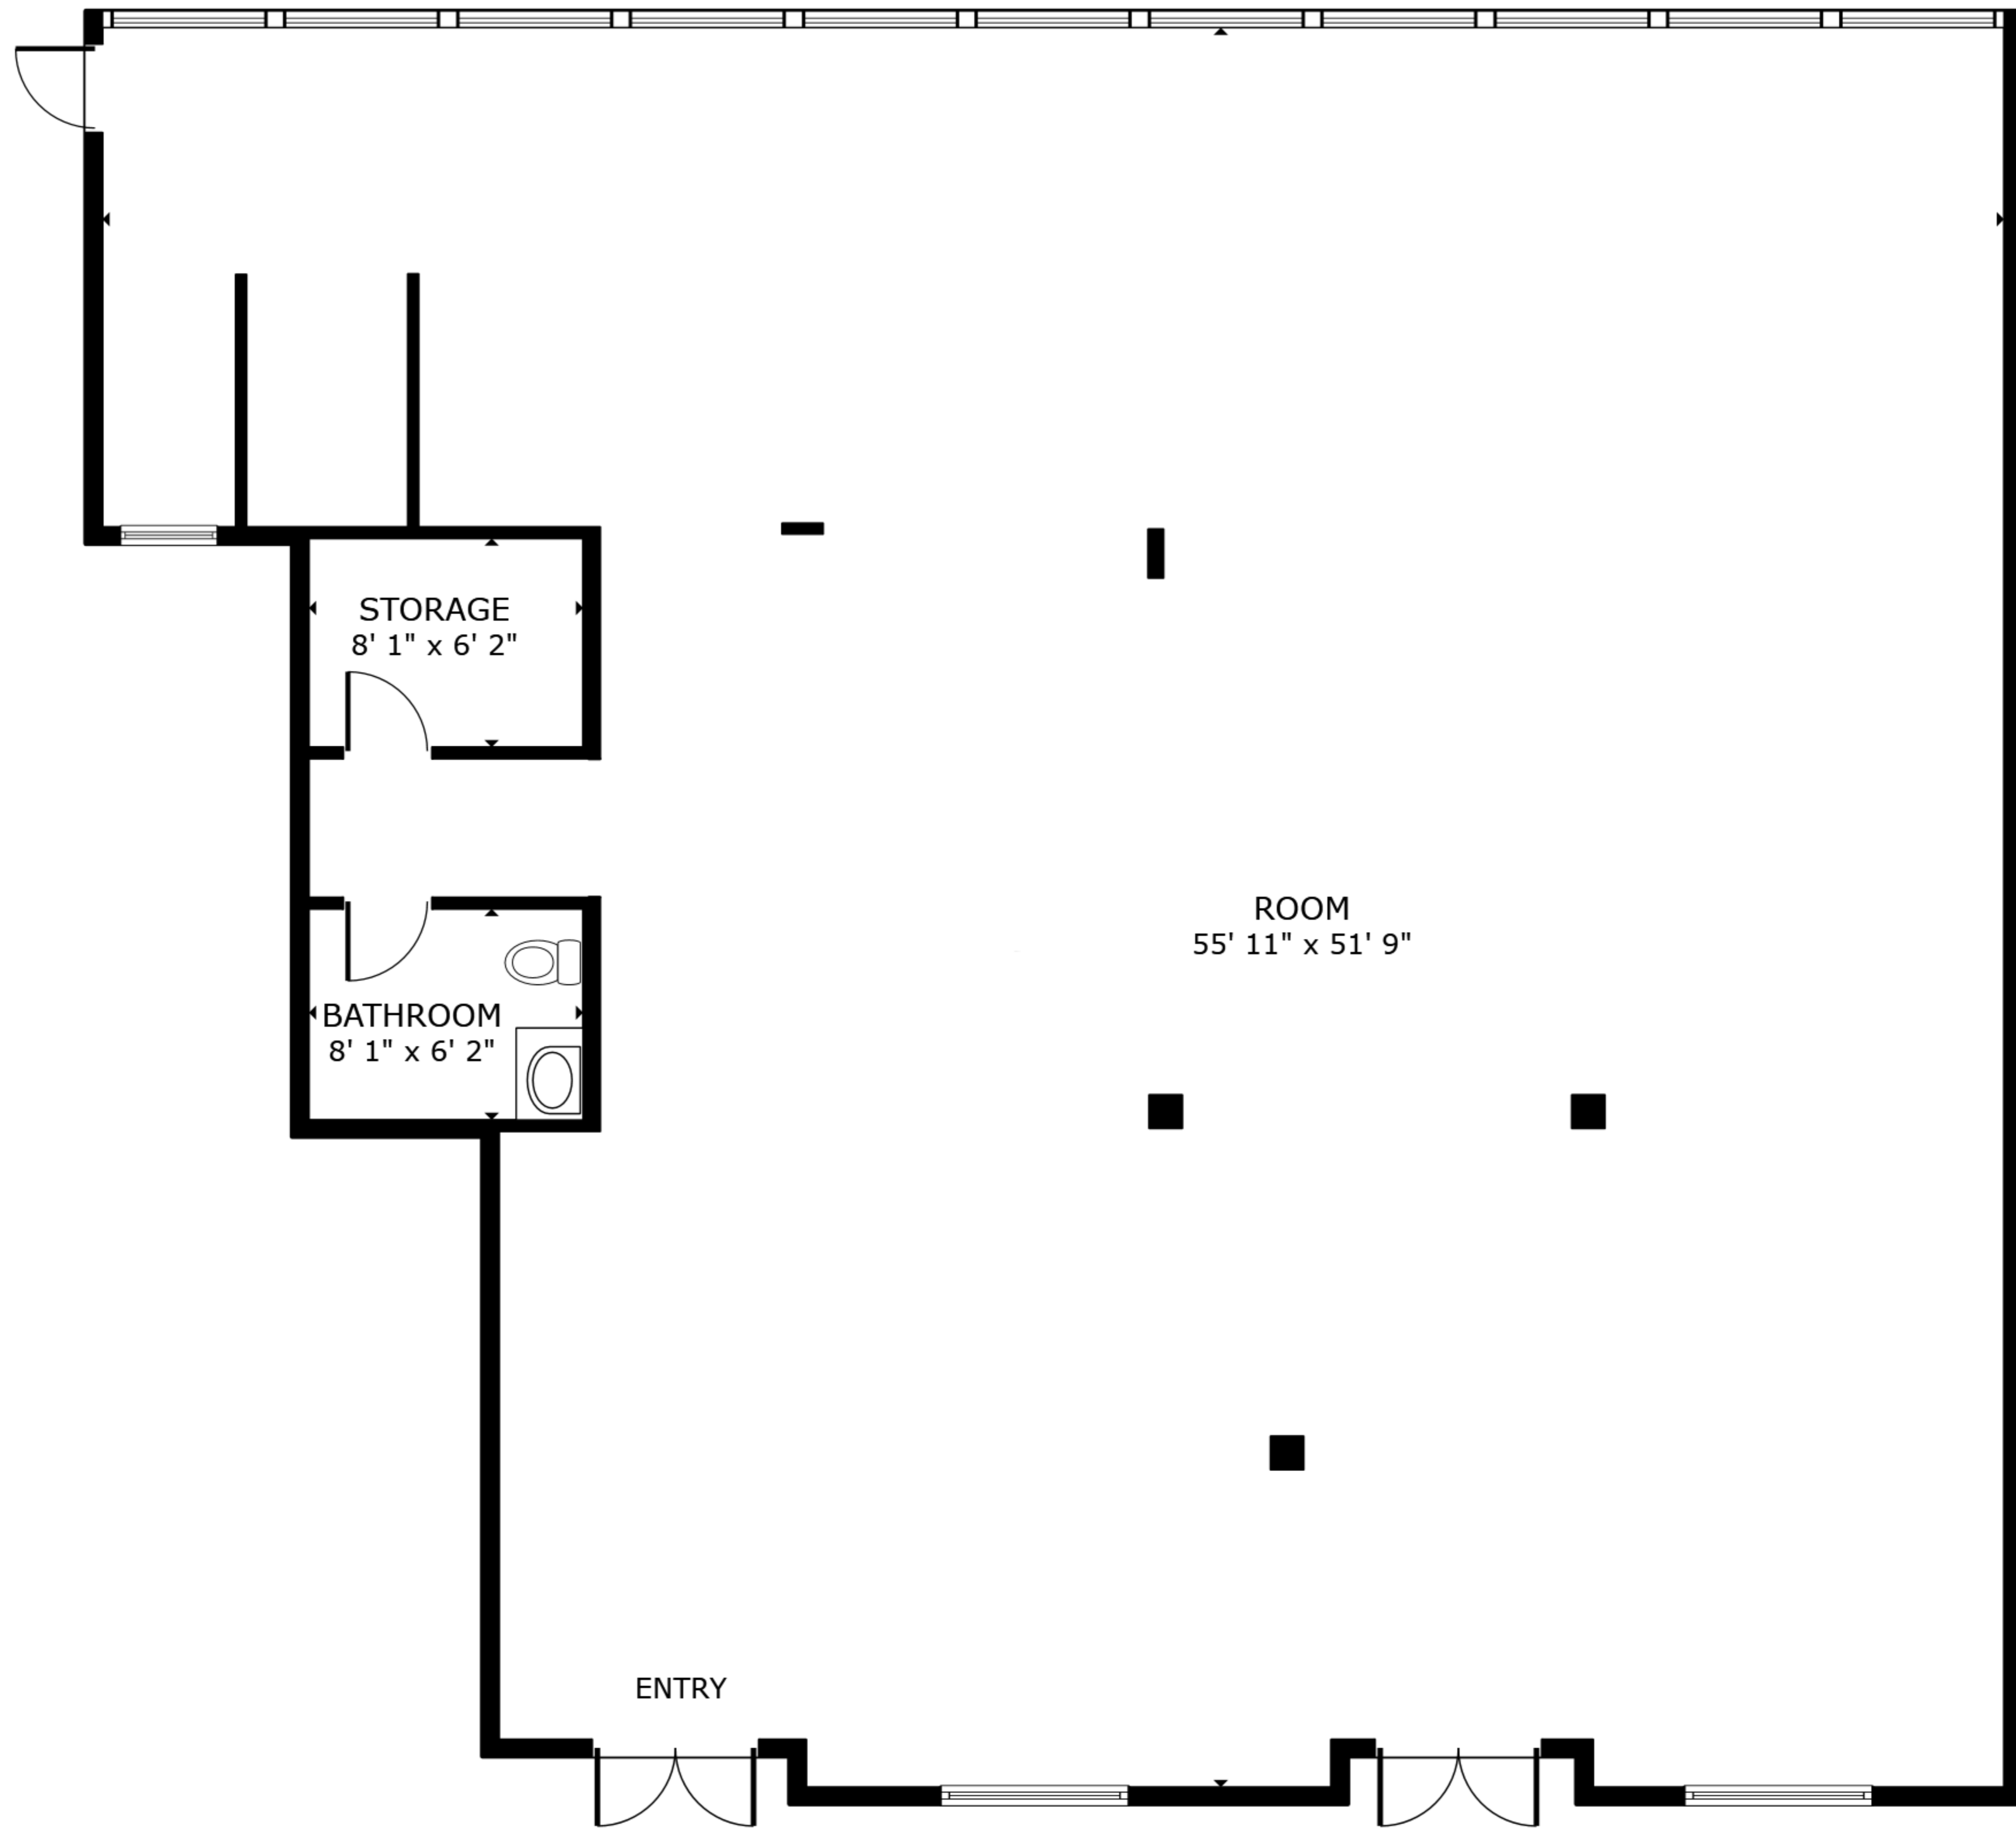 STORAGE
8' 1" x 6' 2"
ROOM
55' 11" x 51' 9"
BATHROOM
8' 1" x 6' 2"
ENTRY